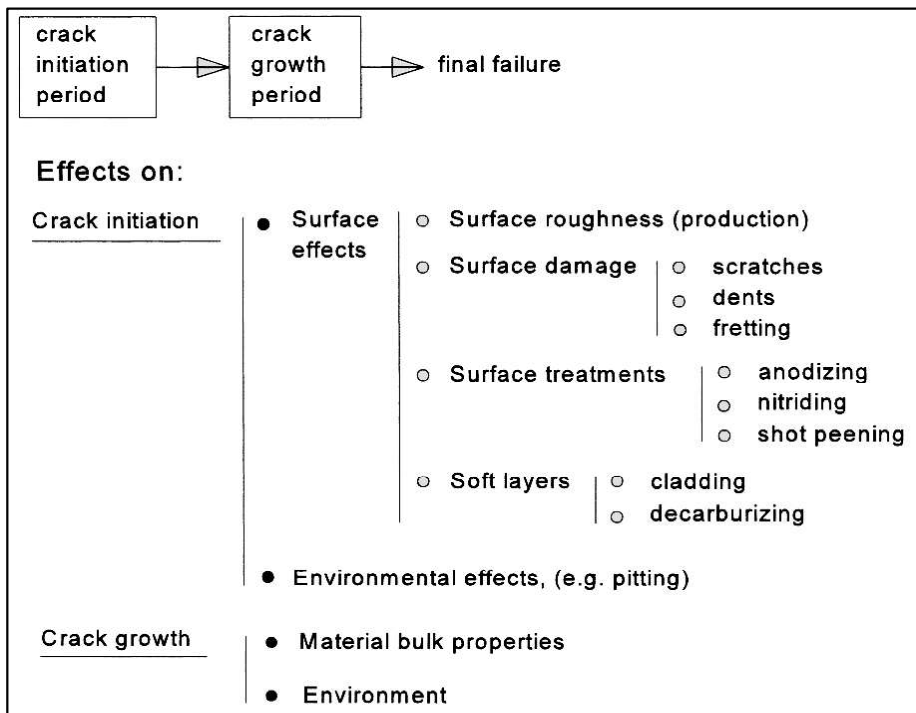 crack
initiation
period
crack
growth
period
final failure
Effects on:
Crack initiation
Surface
effects
Surface roughness (production)
Surface damage
scratches
dents
fretting
Surface treatments
anodizing
nitriding
shot peening
Soft layers
cladding
decarburizing
Environmental effects, (e.g. pitting)
Crack growth
Material bulk properties
Environment